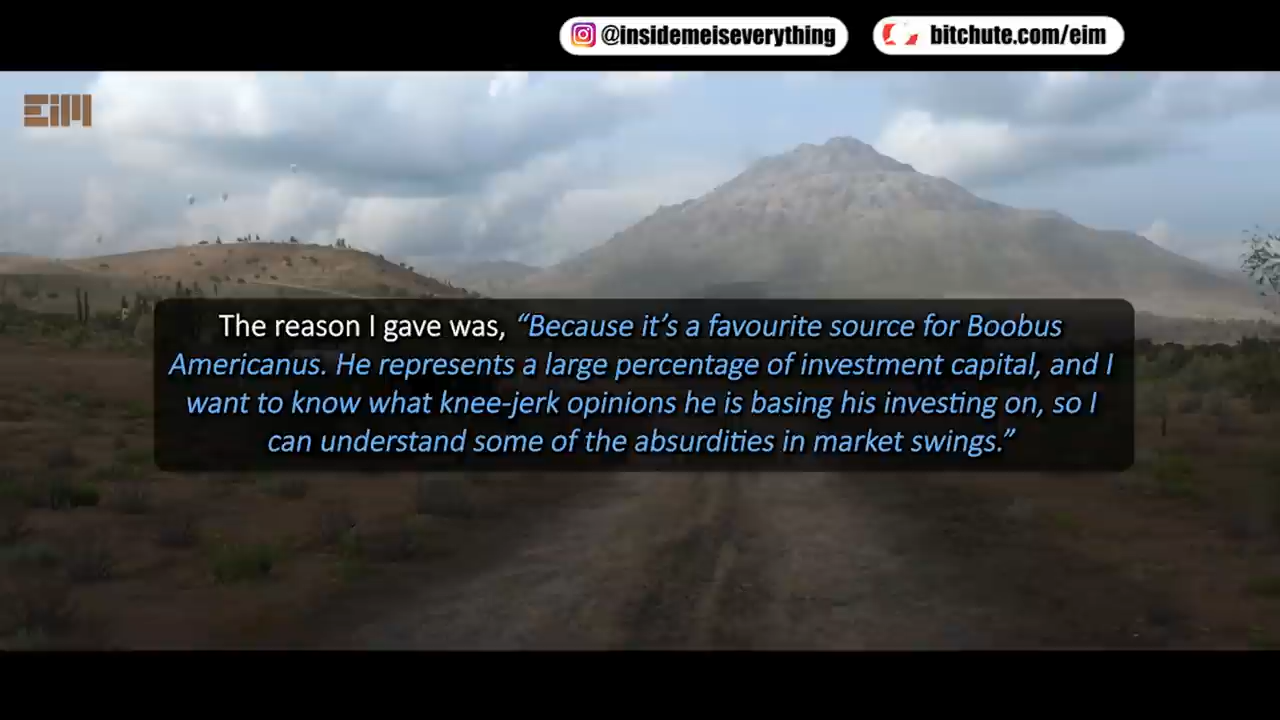 @insidemeiseverything
bitchute.com/eim
EiM
The reason I gave was, “Because it’s a favourite source for Boobus
Americanus. He represents a large percentage of investment capital, and I
want to know what knee-jerk opinions he is basing his investing on, so I
can understand some of the absurdities in market swings.”